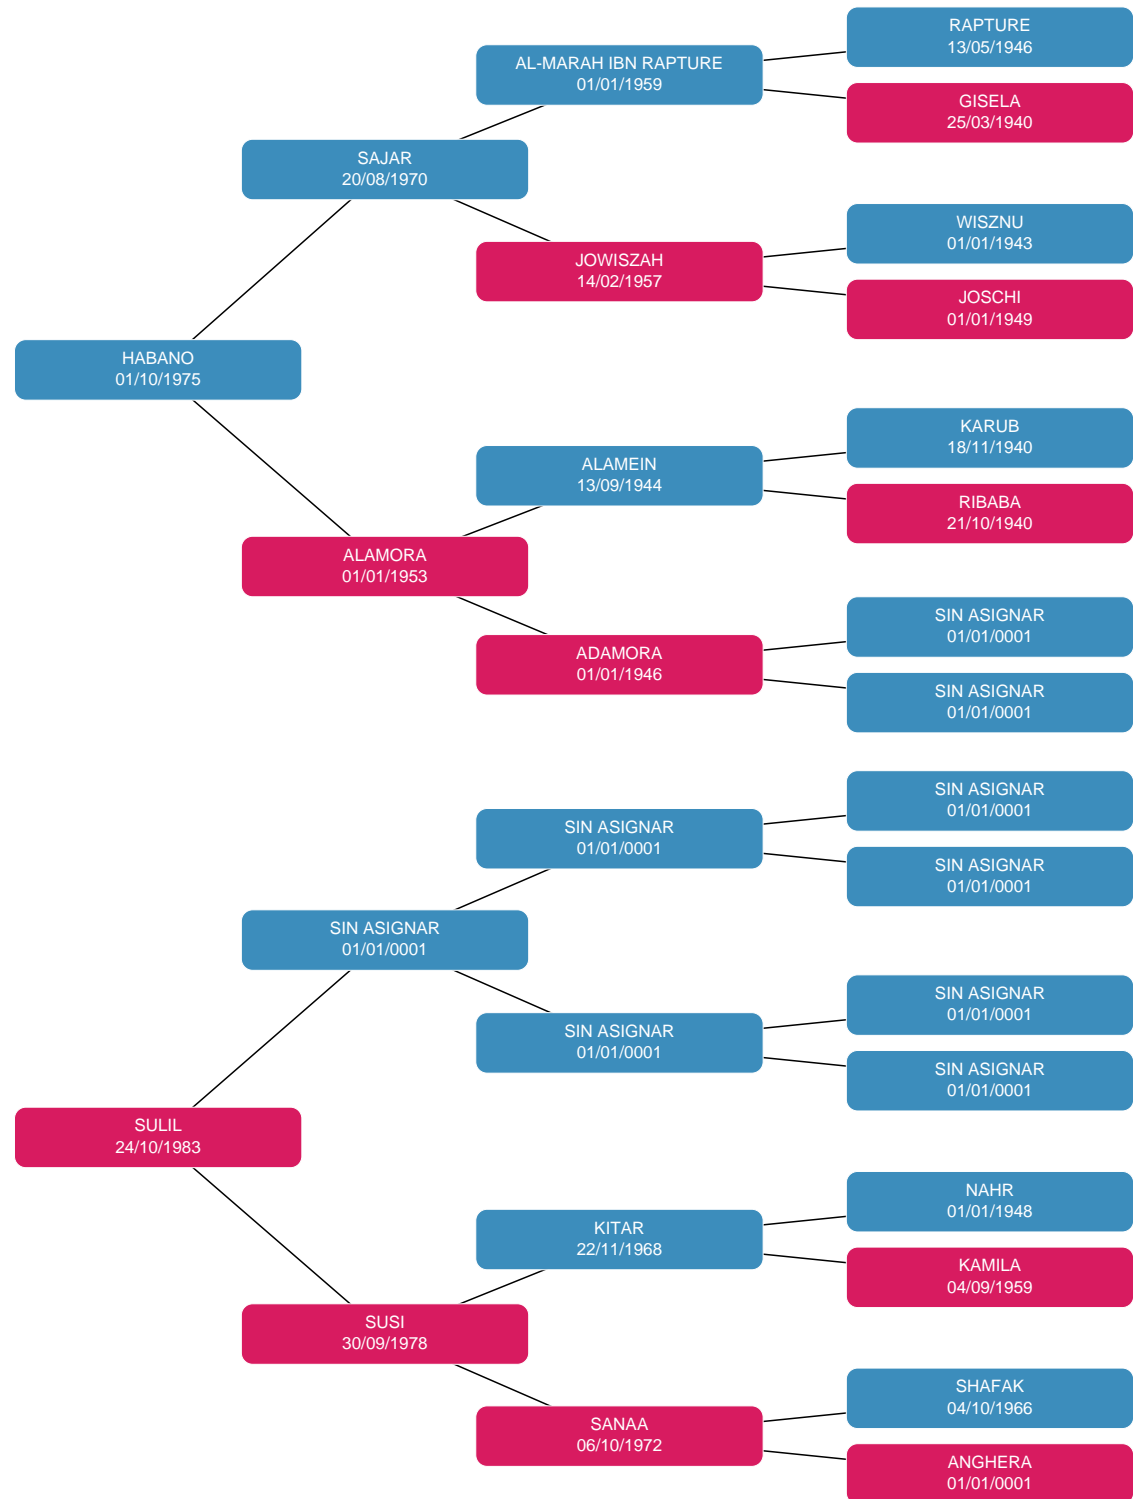 RAPTURE
13/05/1946
AL-MARAH IBN RAPTURE
01/01/1959
GISELA
25/03/1940
SAJAR
20/08/1970
WISZNU
01/01/1943
JOWISZAH
14/02/1957
JOSCHI
01/01/1949
HABANO
01/10/1975
KARUB
18/11/1940
ALAMEIN
13/09/1944
RIBABA
21/10/1940
ALAMORA
01/01/1953
SIN ASIGNAR
01/01/0001
ADAMORA
01/01/1946
SIN ASIGNAR
01/01/0001
SIN ASIGNAR
01/01/0001
SIN ASIGNAR
01/01/0001
SIN ASIGNAR
01/01/0001
SIN ASIGNAR
01/01/0001
SIN ASIGNAR
01/01/0001
SIN ASIGNAR
01/01/0001
SIN ASIGNAR
01/01/0001
SULIL
24/10/1983
NAHR
01/01/1948
KITAR
22/11/1968
KAMILA
04/09/1959
SUSI
30/09/1978
SHAFAK
04/10/1966
SANAA
06/10/1972
ANGHERA
01/01/0001